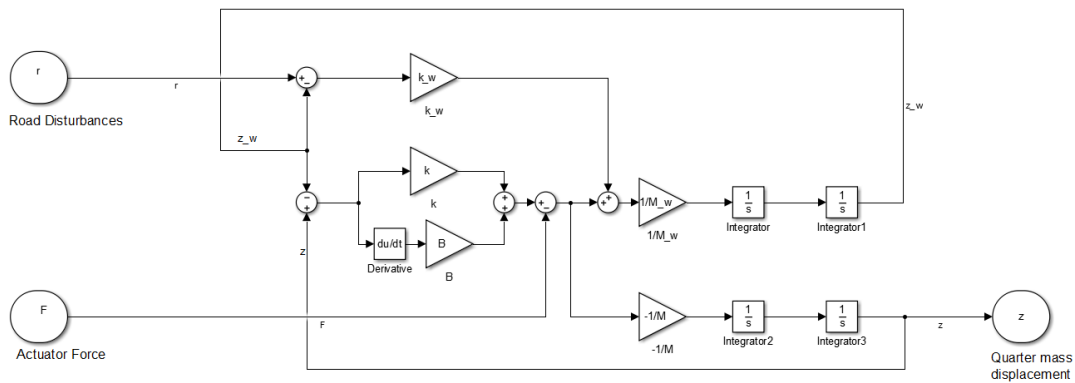 z_w
r
Road Disturbances
r
+
−
k_w
k_w
z_w
−
+
k
k
+
+
+
−
+
+
1/M_w
1/M_w
1
s
Integrator
1
s
Integrator1
du/dt
Derivative
B
B
z
F
Actuator Force
F
-1/M
-1/M
1
s
Integrator2
1
s
Integrator3
z
z
Quarter mass
displacement